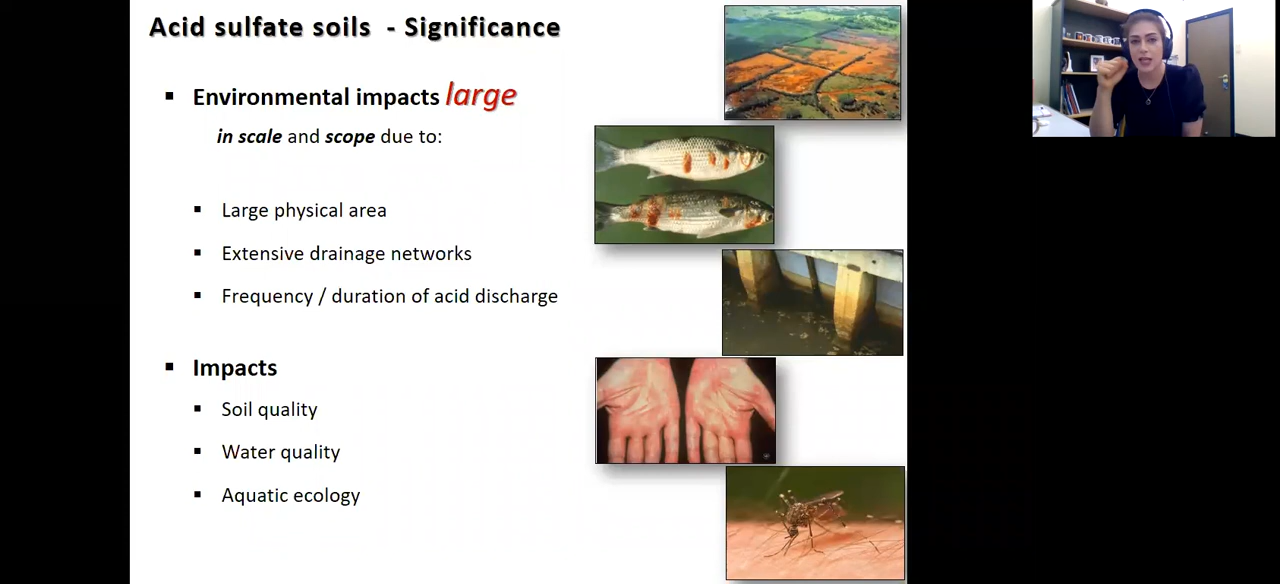 Acid sulfate soils - Significance
Environmental impacts large
in scale and scope due to:
Large physical area
Extensive drainage networks
Frequency / duration of acid discharge
Impacts
Soil quality
Water quality
Aquatic ecology